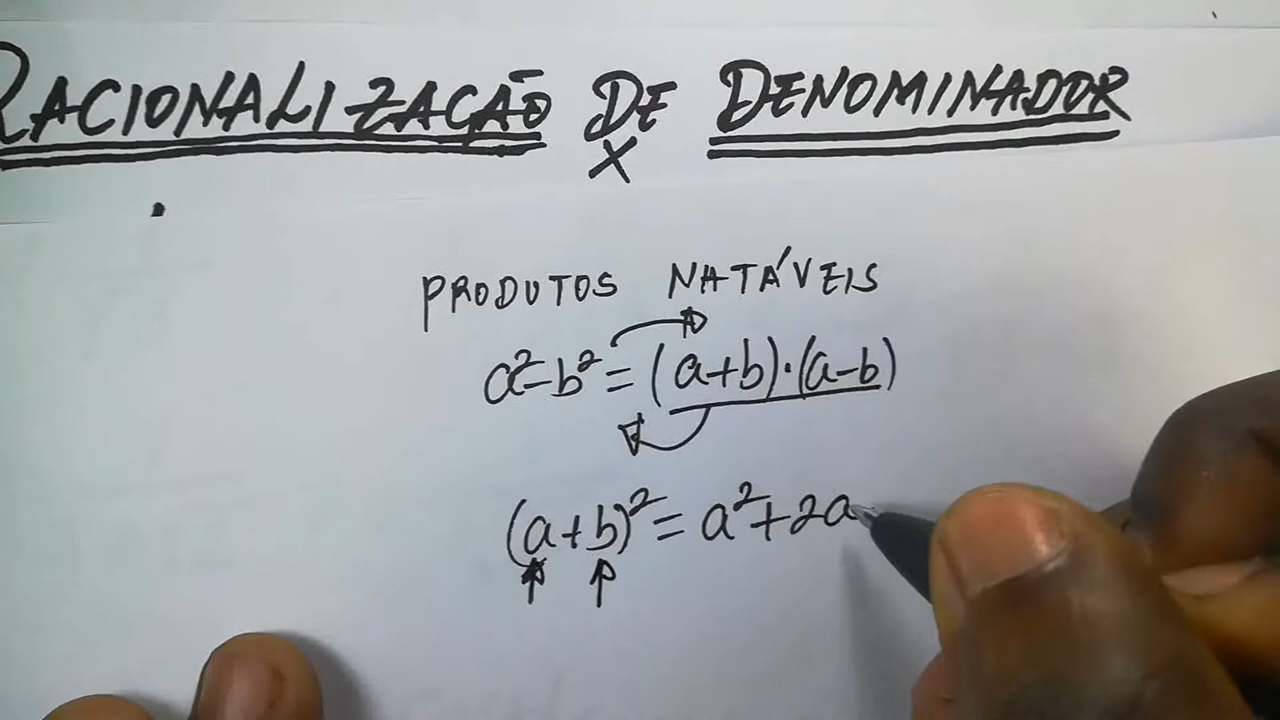 RACIONALIZAÇÃO DE DENOMINADOR
X
PRODUTOS NATÁVEIS
a²-b² = (a+b)·(a-b)
(a+b)² = a²+2a